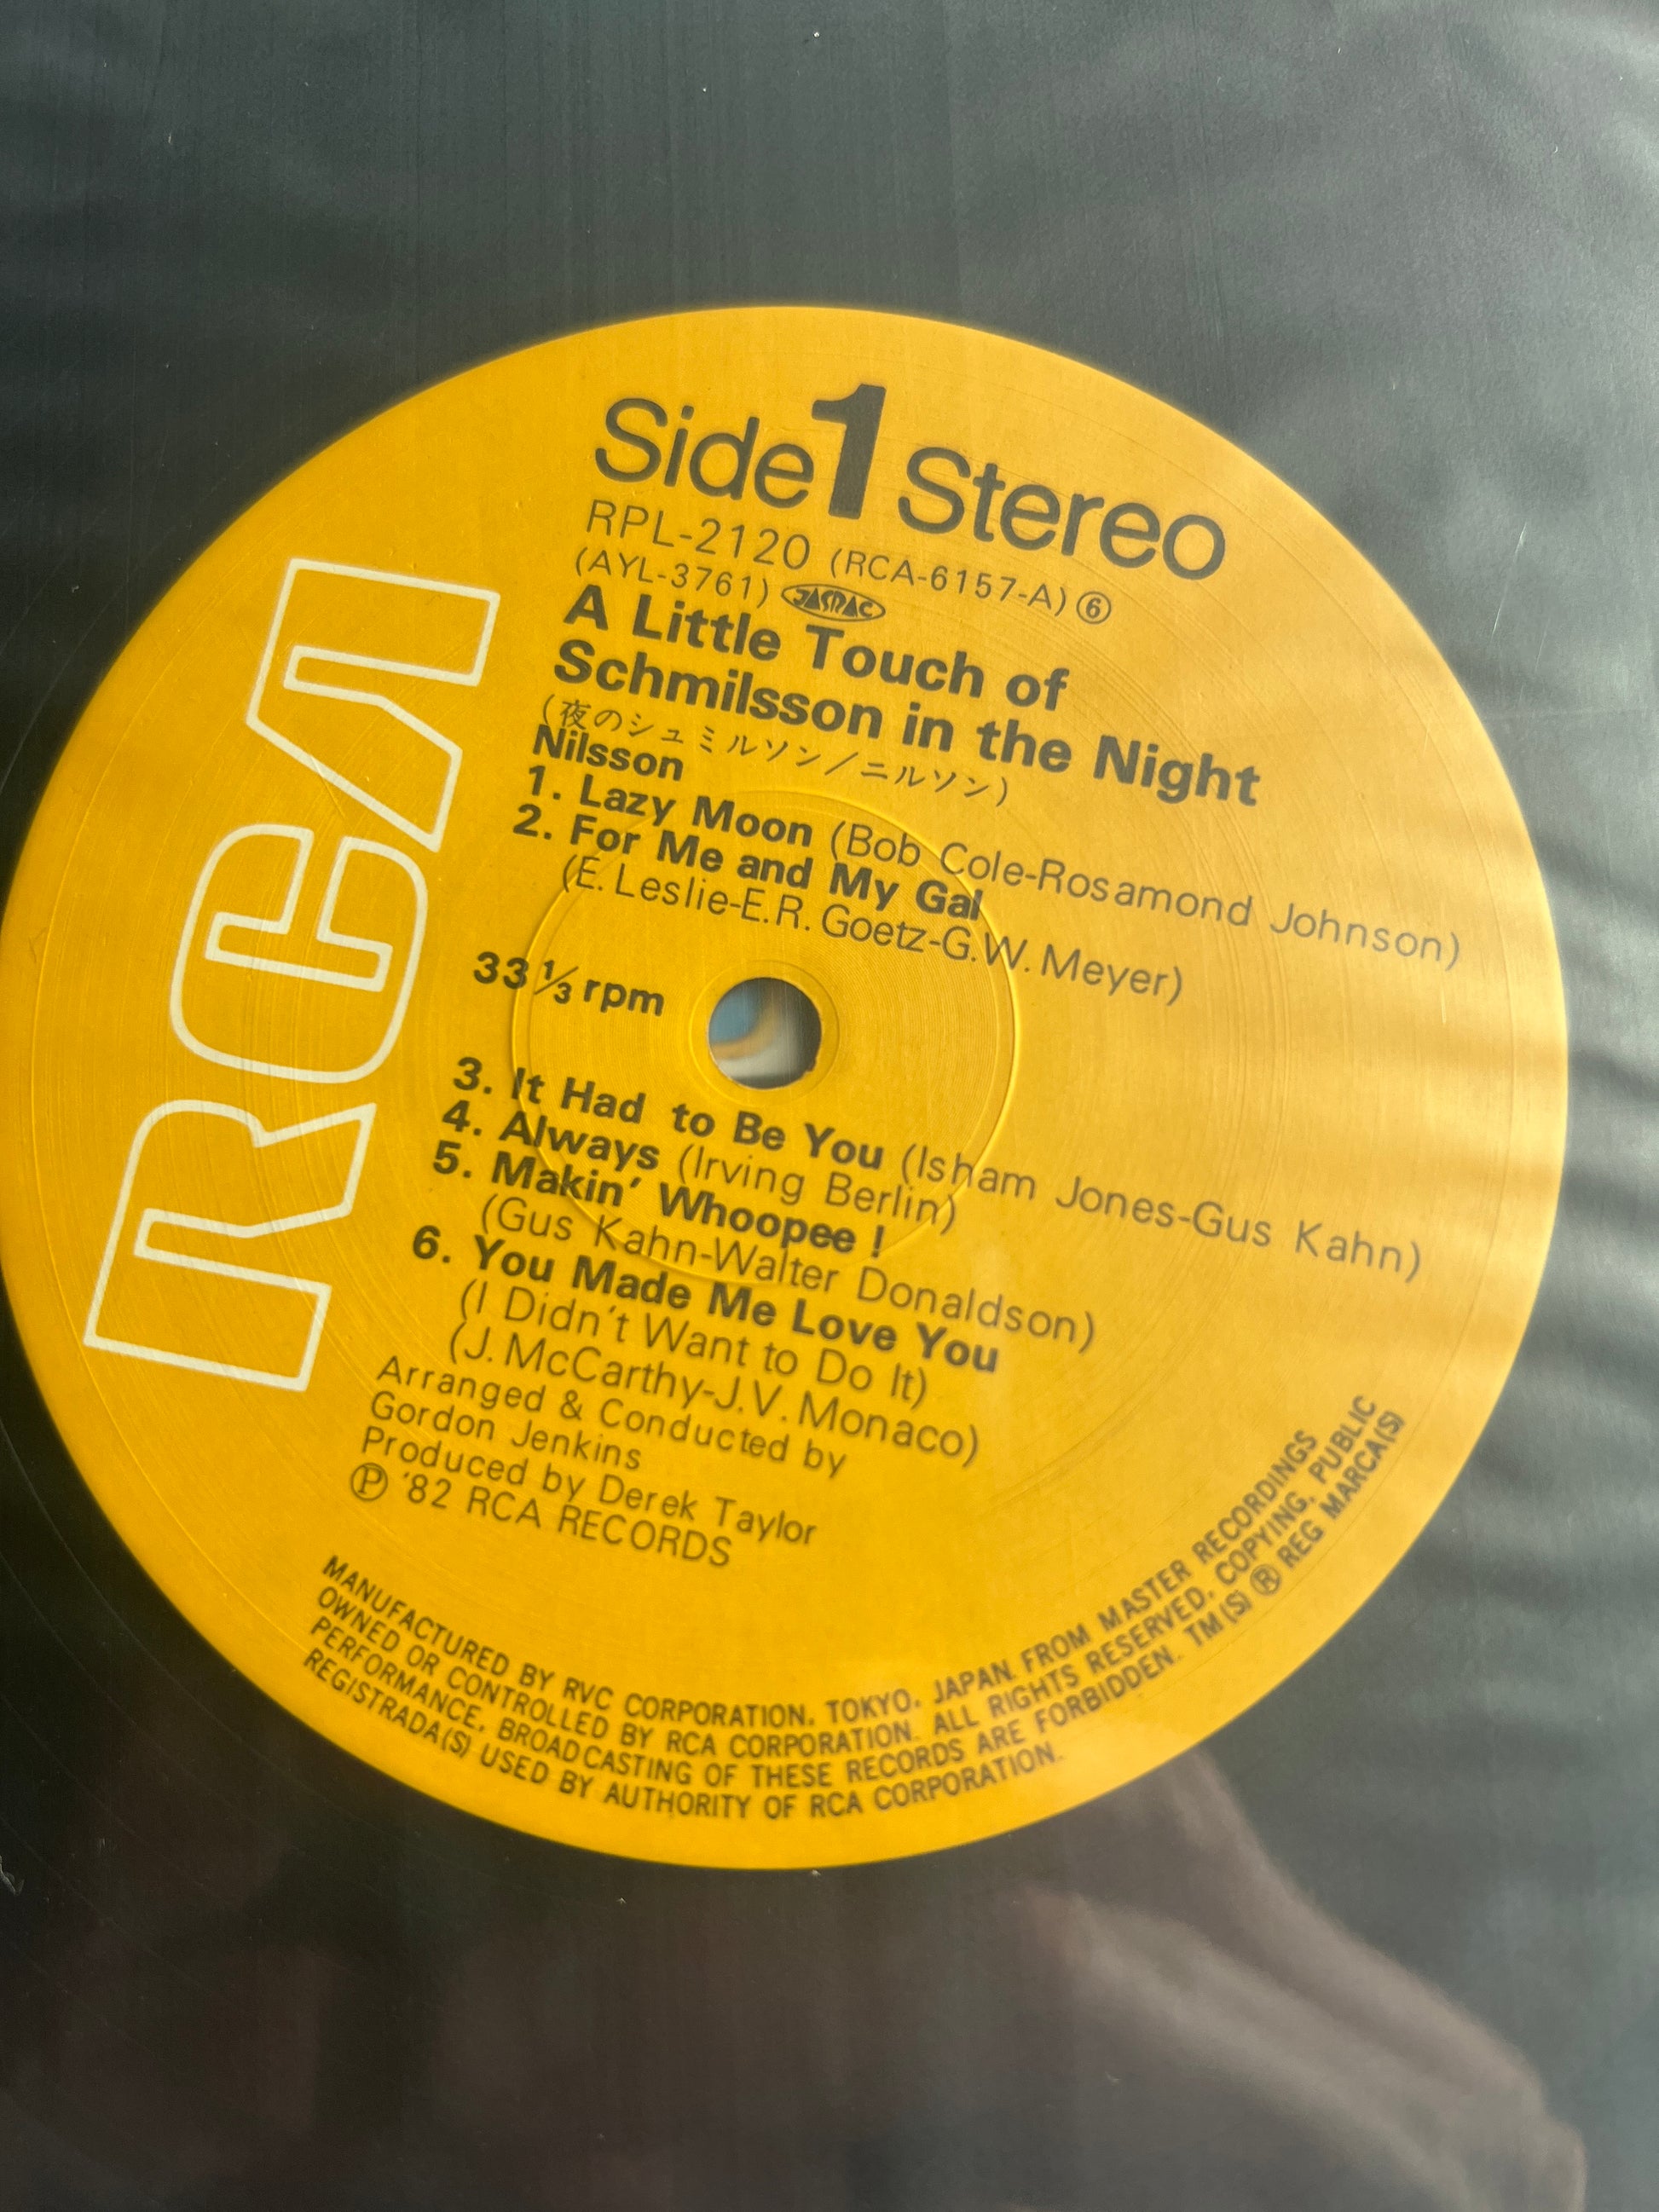 RCA
Side 1 Stereo
RPL-2120 (RCA-6157-A) ⑥
(AYL-3761) JASRAC
A Little Touch of
Schmilsson in the Night
(夜のシュミルソン/ニルソン)
Nilsson
1. Lazy Moon (Bob Cole-Rosamond Johnson)
2. For Me and My Gal
(E. Leslie-E.R. Goetz-G.W. Meyer)
33⅓ rpm
3. It Had to Be You (Isham Jones-Gus Kahn)
4. Always (Irving Berlin)
5. Makin' Whoopee !
(Gus Kahn-Walter Donaldson)
6. You Made Me Love You
(I Didn't Want to Do It)
(J. McCarthy-J.V. Monaco)
Arranged & Conducted by
Gordon Jenkins
Produced by Derek Taylor
Ⓟ '82 RCA RECORDS
MANUFACTURED BY RVC CORPORATION, TOKYO, JAPAN FROM MASTER RECORDINGS
OWNED OR CONTROLLED BY RCA CORPORATION. ALL RIGHTS RESERVED. COPYING, PUBLIC
PERFORMANCE, BROADCASTING OF THESE RECORDS ARE FORBIDDEN. TM(S) ® REG MARCA(S)
REGISTRADA(S) USED BY AUTHORITY OF RCA CORPORATION.